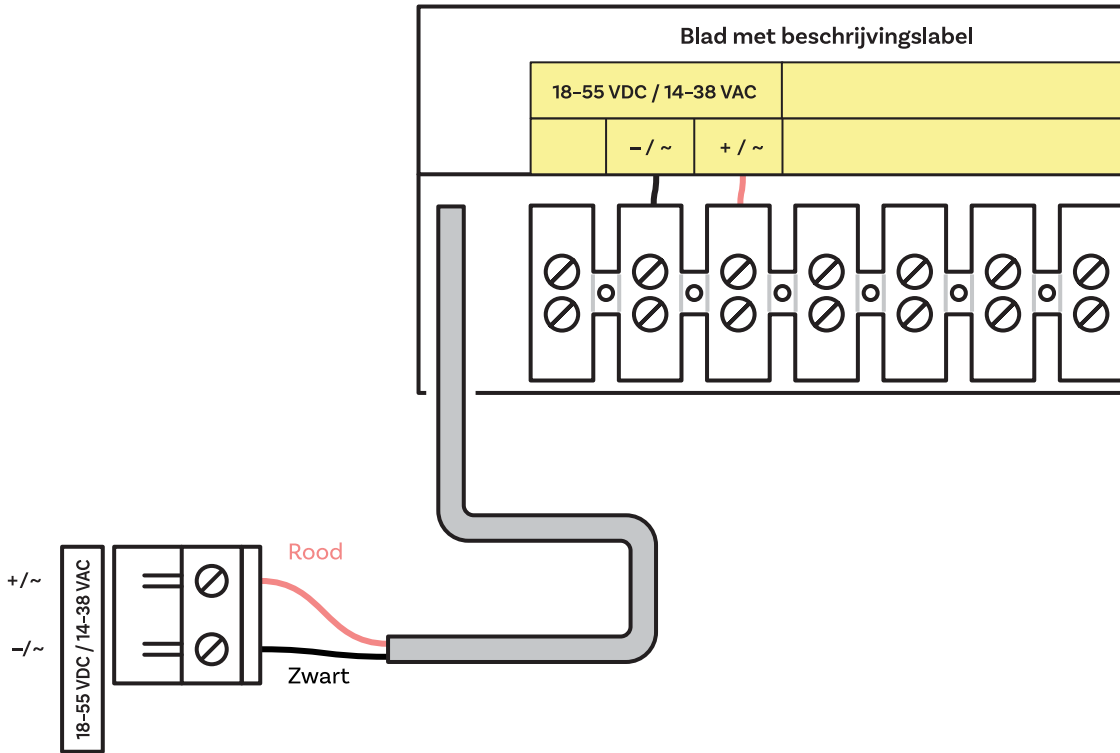 Blad met beschrijvingslabel
18–55 VDC / 14–38 VAC
– / ~ + / ~
Rood
+/~
–/~
18–55 VDC / 14–38 VAC
Zwart